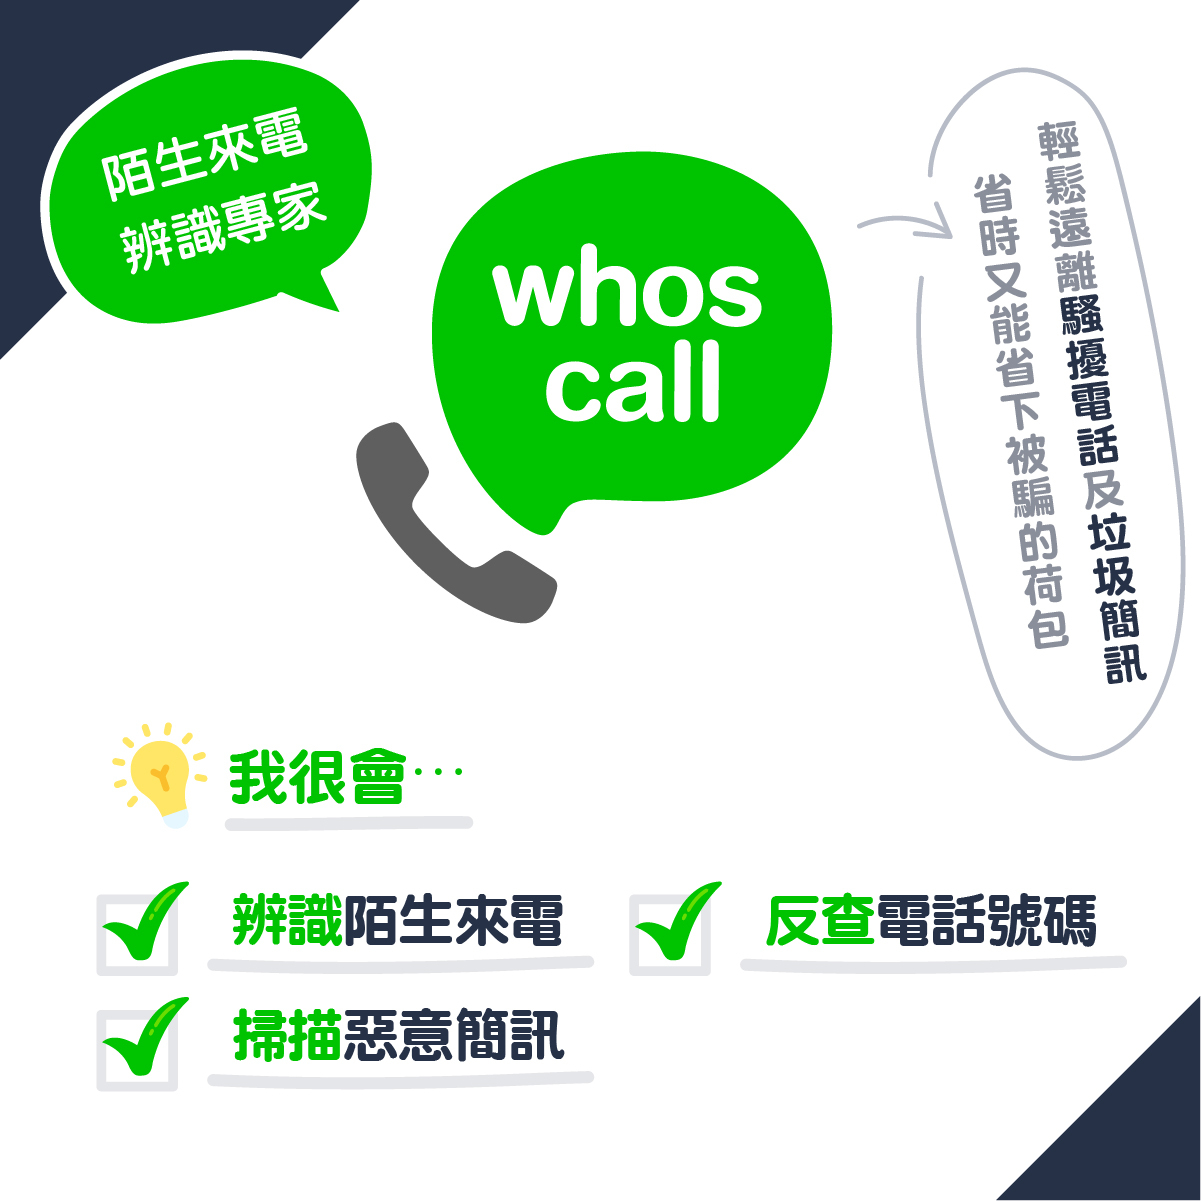 陌生來電
辨識專家
whos
call
輕鬆遠離騷擾電話及垃圾簡訊
省時又能省下被騙的荷包
我很會…
辨識陌生來電
反查電話號碼
掃描惡意簡訊